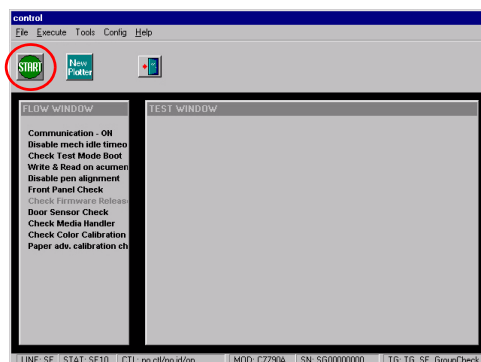 control
File Execute Tools Config Help
START
New
Plotter
FLOW WINDOW
TEST WINDOW
Communication - ON
Disable mech idle timeo
Check Test Mode Boot
Write & Read on acumen
Disable pen alignment
Front Panel Check
Check Firmware Releas
Door Sensor Check
Check Media Handler
Check Color Calibration
Paper adv. calibration ch
LINE: SF STAT: SF10 CTL: no ctl/no id/op MOD: C7790A SN: SG00000000 TG: TG_SF_GroupCheck